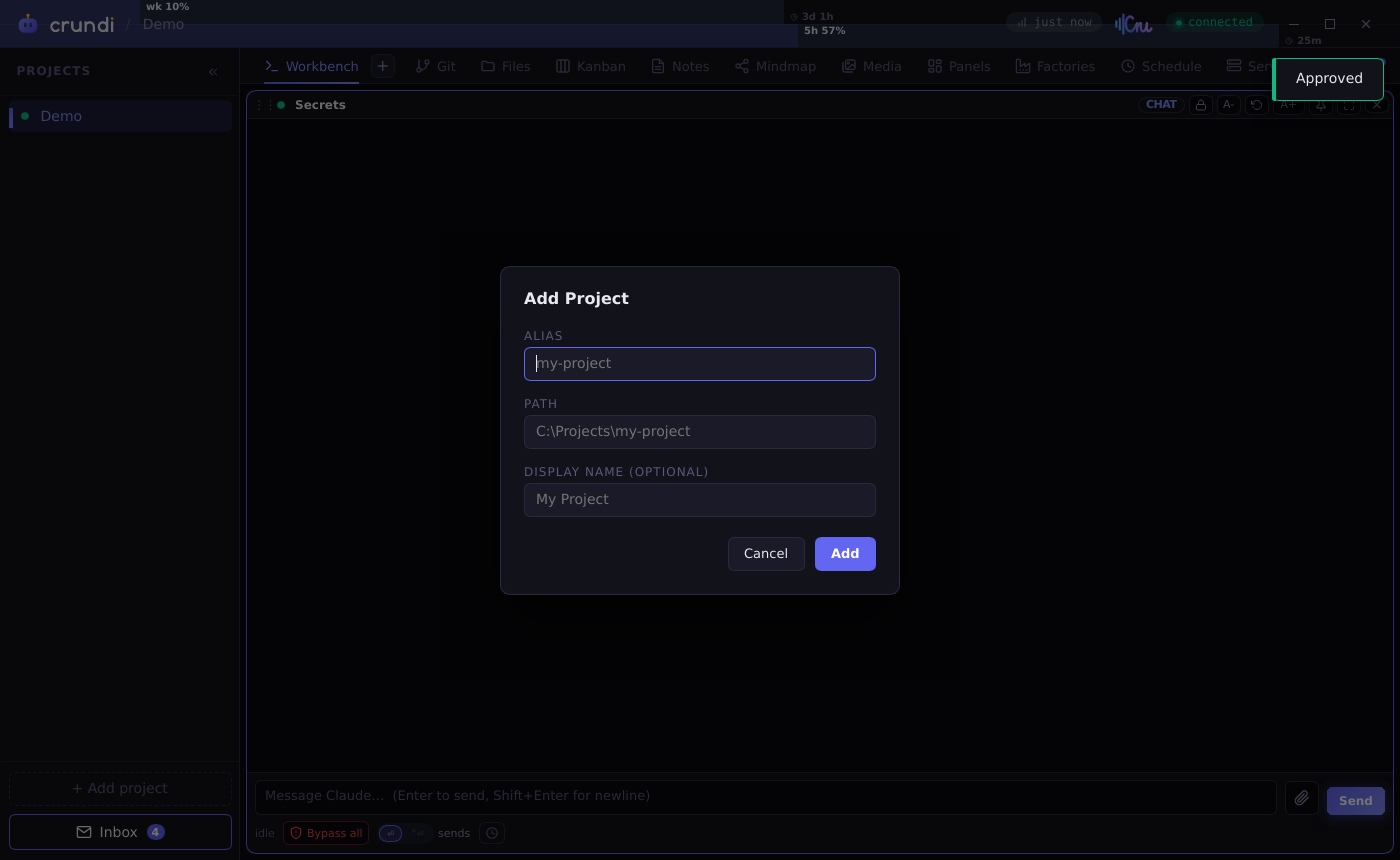 wk 10%
crundi / Demo
3d 1h
5h 57%
just now
Cru
connected
25m
PROJECTS
«
Workbench
+
Git
Files
Kanban
Notes
Mindmap
Media
Panels
Factories
Schedule
Approved
Demo
Secrets
CHAT
A-
A+
Add Project
ALIAS
my-project
PATH
C:\Projects\my-project
DISPLAY NAME (OPTIONAL)
My Project
Cancel
Add
+ Add project
Message Claude... (Enter to send, Shift+Enter for newline)
Send
Inbox 4
idle
Bypass all
sends